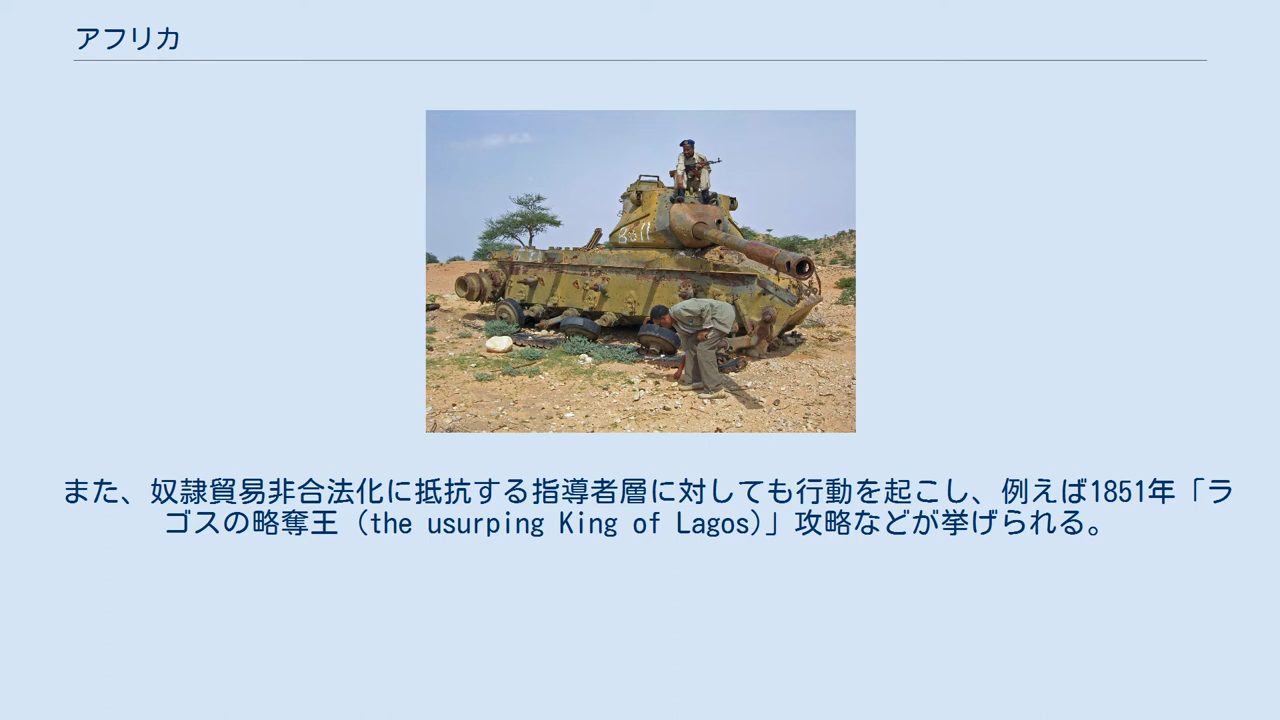 アフリカ
また、奴隷貿易非合法化に抵抗する指導者層に対しても行動を起こし、例えば1851年「ラ
ゴスの略奪王 (the usurping King of Lagos)」攻略などが挙げられる。